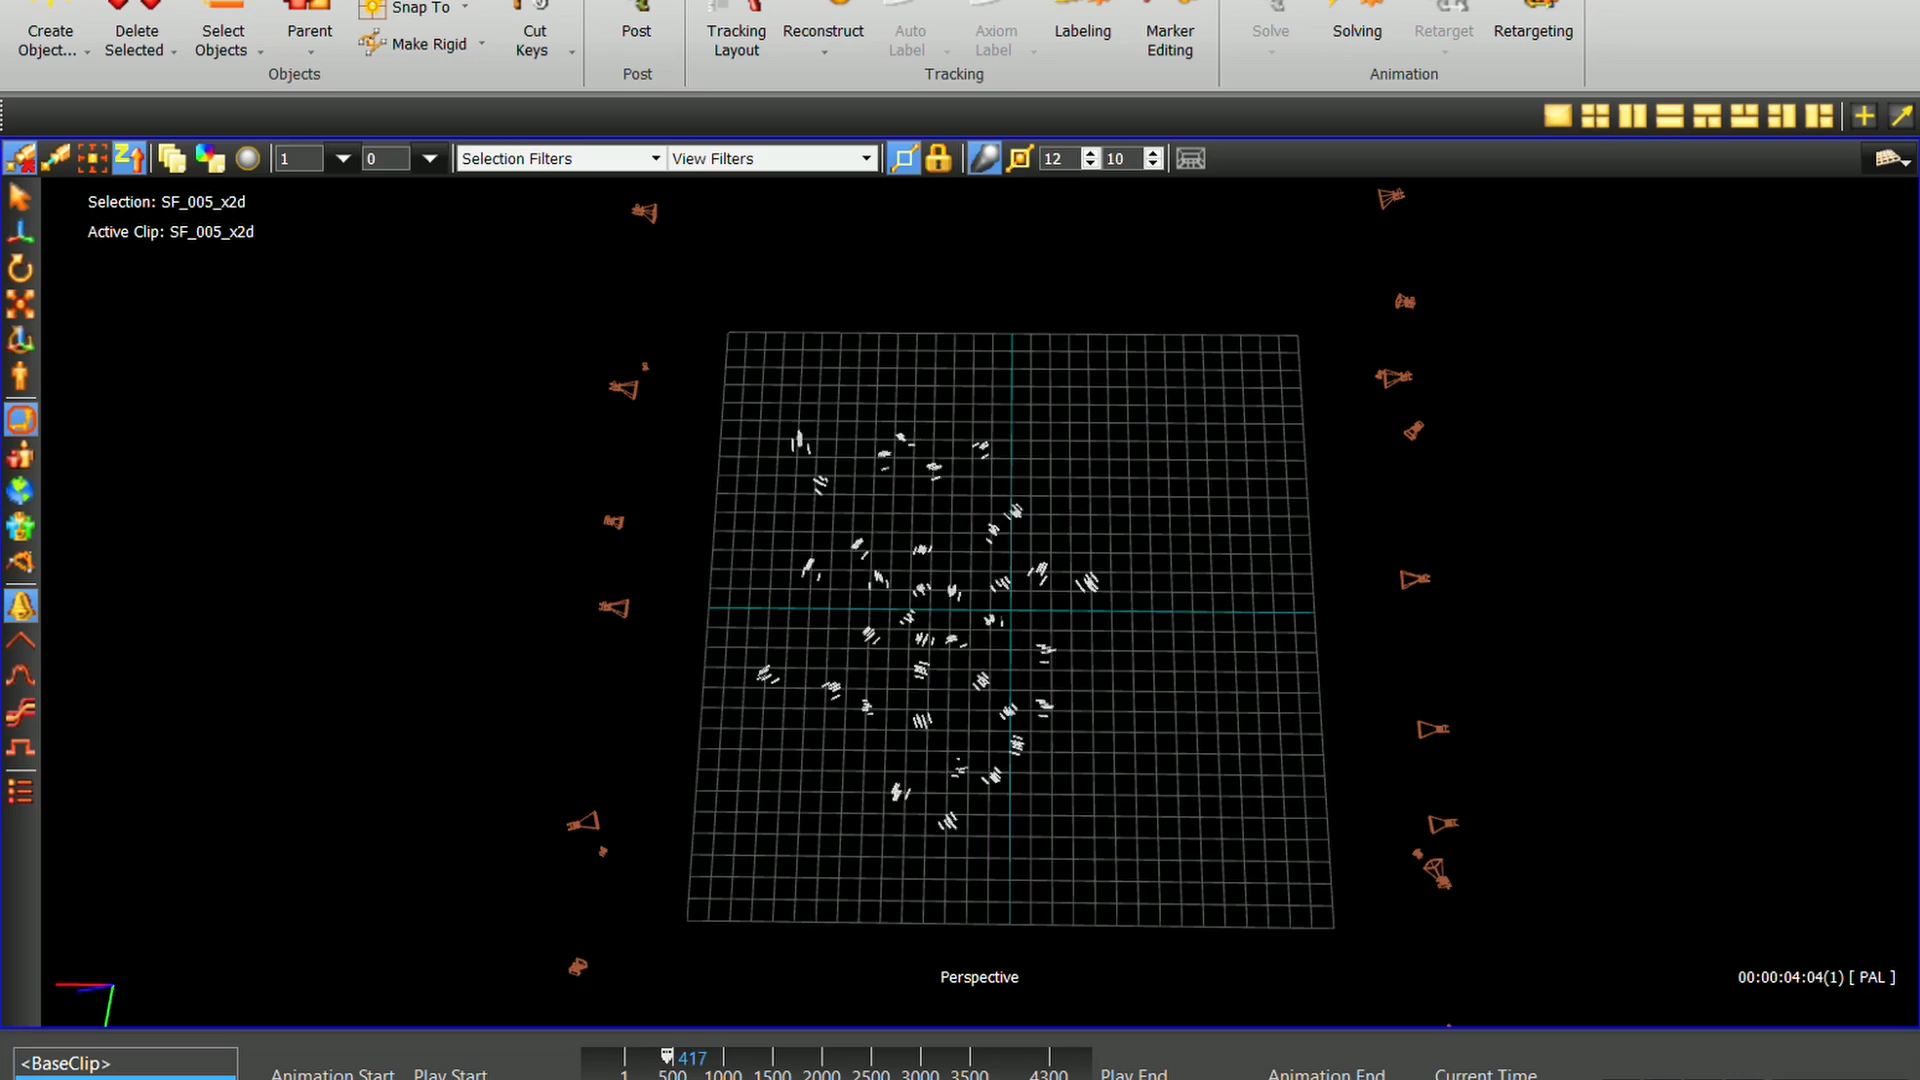 Create Object...
Delete Selected
Select Objects
Parent
Snap To
Make Rigid
Cut Keys
Objects
Post
Post
Tracking Layout
Reconstruct
Auto Label
Axiom Label
Labeling
Marker Editing
Tracking
Solve
Solving
Retarget
Retargeting
Animation
1
0
Selection Filters
View Filters
12
10
Selection: SF_005_x2d
Active Clip: SF_005_x2d
Perspective
00:00:04:04(1) [ PAL ]
<BaseClip>
Animation Start
Play Start
417
1 500 1000 1500 2000 2500 3000 3500 4300
Play End
Animation End
Current Time